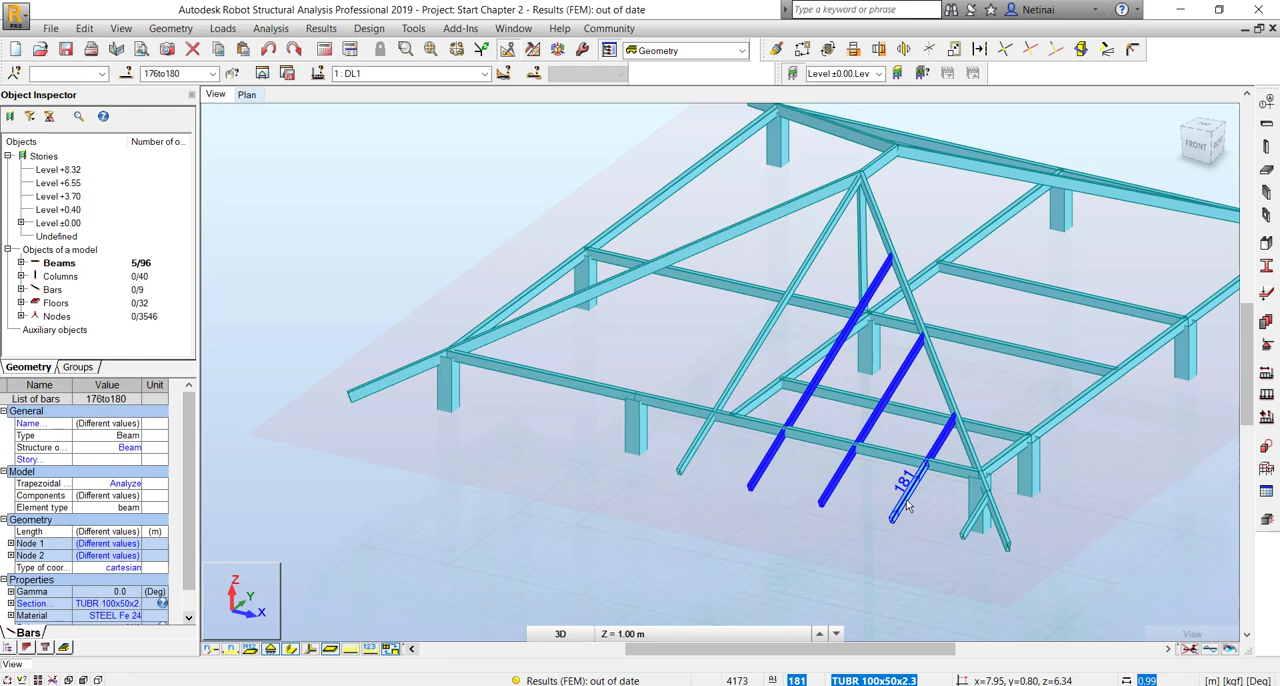 PRO
Autodesk Robot Structural Analysis Professional 2019 - Project: Start Chapter 2 - Results (FEM): out of date
Type a keyword or phrase
Netinai
File Edit View Geometry Loads Analysis Results Design Tools Add-Ins Window Help Community
Geometry
176to180
1: DL1
Level ±0.00,Lev
Object Inspector
View Plan
Objects Number of o...
Stories
Level +8.32
Level +6.55
Level +3.70
Level +0.40
Level ±0.00
Undefined
Objects of a model
Beams 5/96
Columns 0/40
Bars 0/9
Floors 0/32
Nodes 0/3546
Auxiliary objects
Geometry Groups
Name Value Unit
List of bars 176to180
General
Name... (Different values)
Type Beam
Structure o... Beam
Story...
Model
Trapezoidal ... Analyze
Components (Different values)
Element type beam
Geometry
Length (Different values) (m)
Node 1 (Different values)
Node 2 (Different values)
Type of coor... cartesian
Properties
Gamma 0.0 (Deg)
Section... TUBR 100x50x2.
Material STEEL Fe 24
Bars
FRONT
181
Z
Y
X
3D Z = 1.00 m
View
View
Results (FEM): out of date 4173 181 TUBR 100x50x2.3 x=7.95, y=0.80, z=6.34 0.99 [m] [kgf] [Deg]